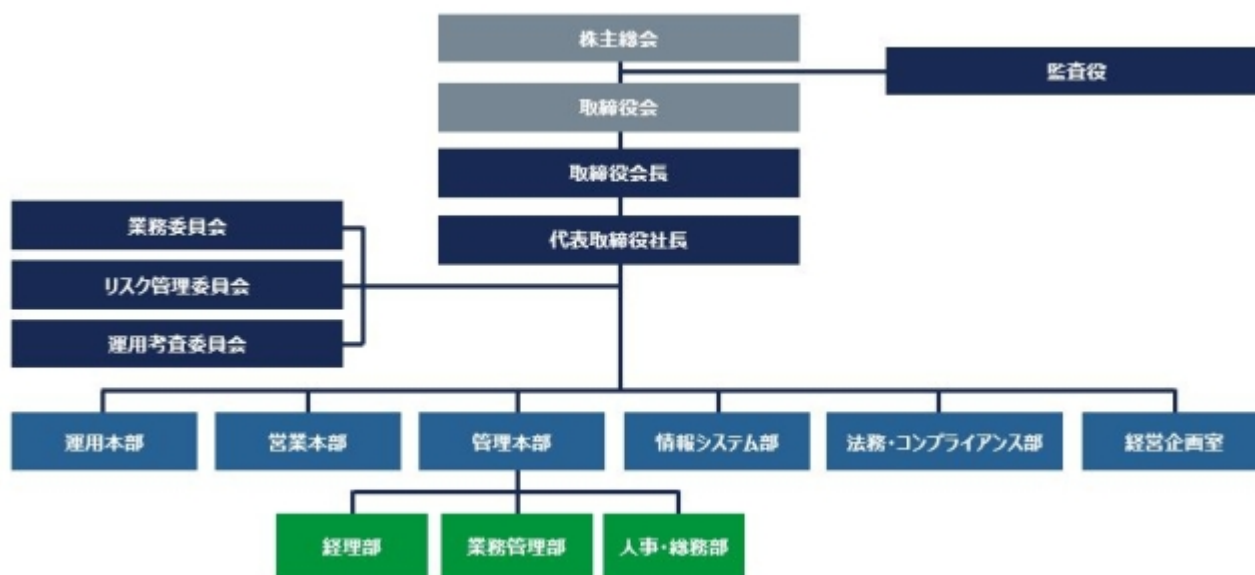 株主総会
監査役
取締役会
取締役会長
代表取締役社長
業務委員会
リスク管理委員会
運用考査委員会
運用本部
営業本部
管理本部
情報システム部
法務・コンプライアンス部
経営企画室
経理部
業務管理部
人事・総務部